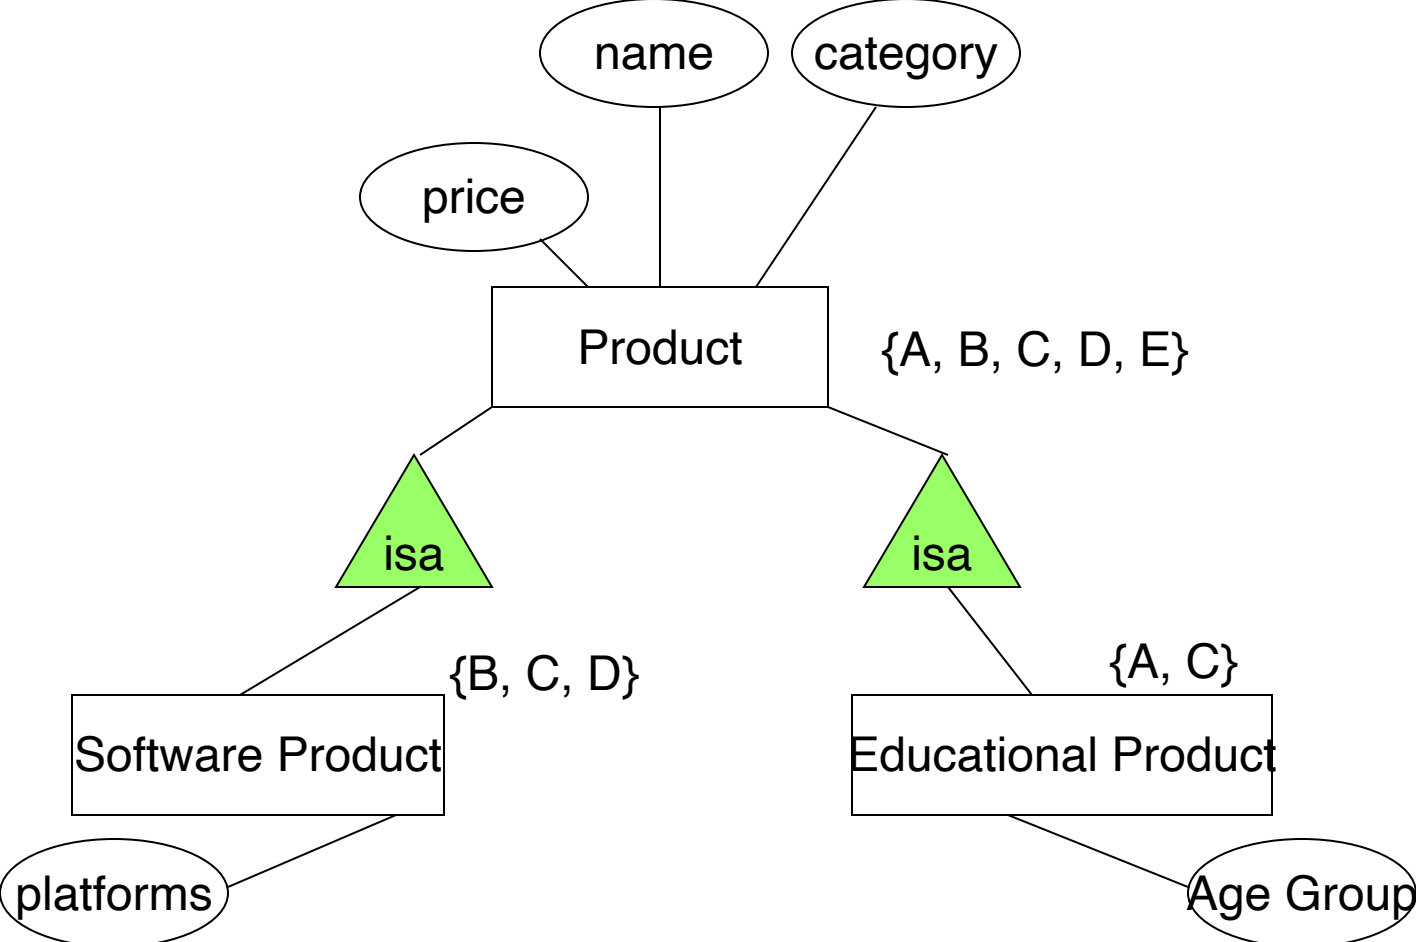 name
category
price
Product
{A, B, C, D, E}
isa
isa
{B, C, D}
{A, C}
Software Product
Educational Product
platforms
Age Group